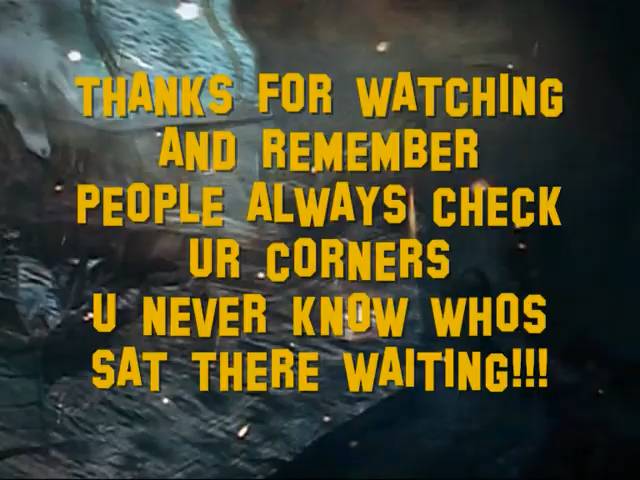 THANKS FOR WATCHING
AND REMEMBER
PEOPLE ALWAYS CHECK
UR CORNERS
U NEVER KNOW WHOS
SAT THERE WAITING!!!